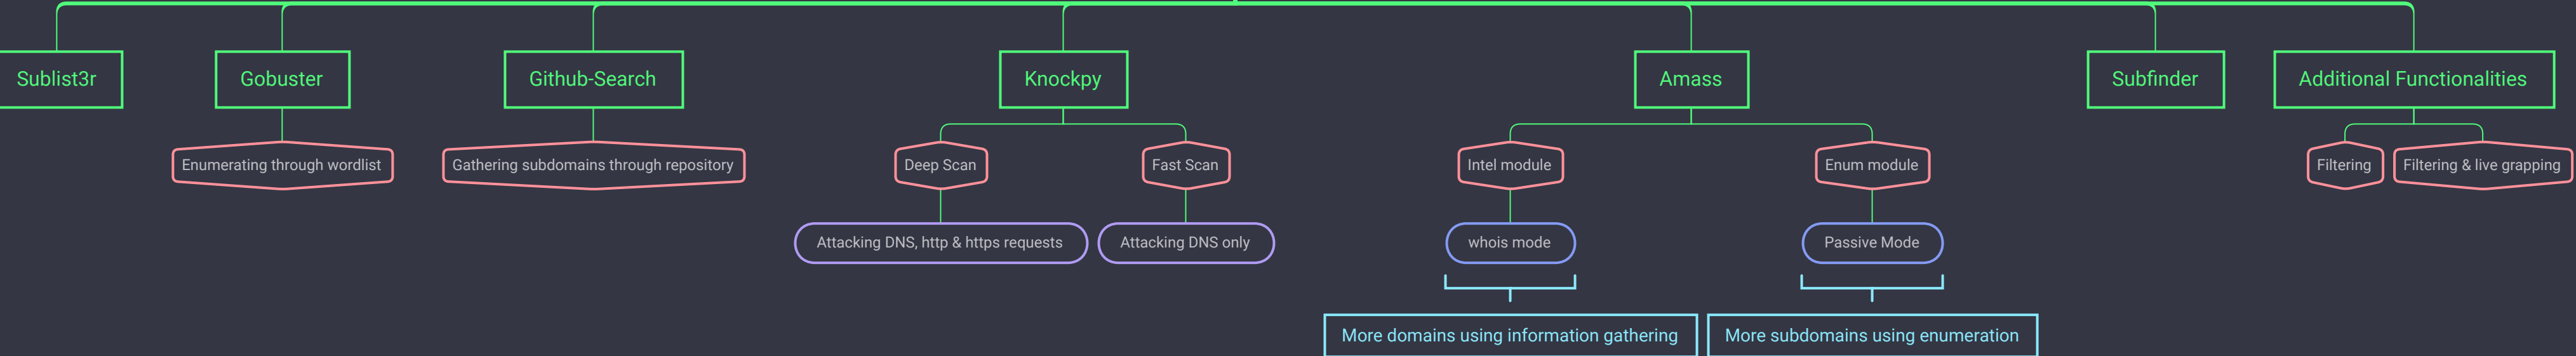 Sublist3r
Gobuster
Github-Search
Knockpy
Amass
Subfinder
Additional Functionalities
Enumerating through wordlist
Gathering subdomains through repository
Deep Scan
Fast Scan
Intel module
Enum module
Filtering
Filtering & live grapping
Attacking DNS, http & https requests
Attacking DNS only
whois mode
Passive Mode
More domains using information gathering
More subdomains using enumeration